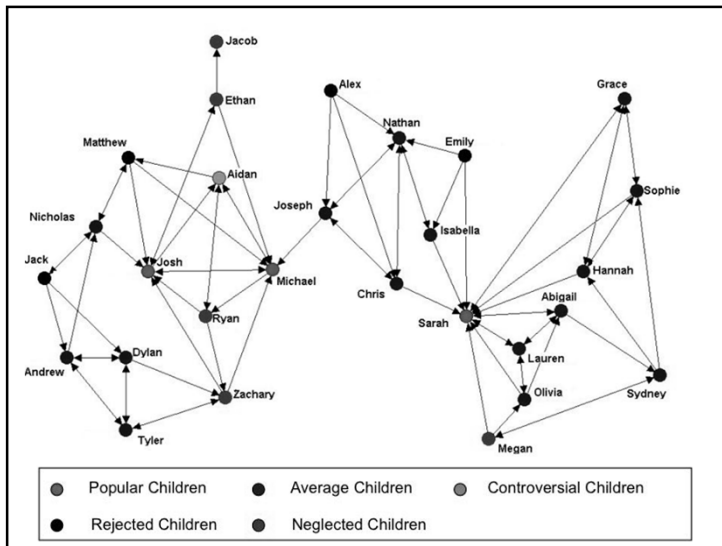 Jacob
Alex
Grace
Ethan
Nathan
Emily
Matthew
Aidan
Sophie
Nicholas
Joseph
Isabella
Jack
Josh
Michael
Hannah
Chris
Abigail
Ryan
Sarah
Lauren
Andrew
Dylan
Zachary
Olivia
Sydney
Tyler
Megan
Popular Children
Average Children
Controversial Children
Rejected Children
Neglected Children